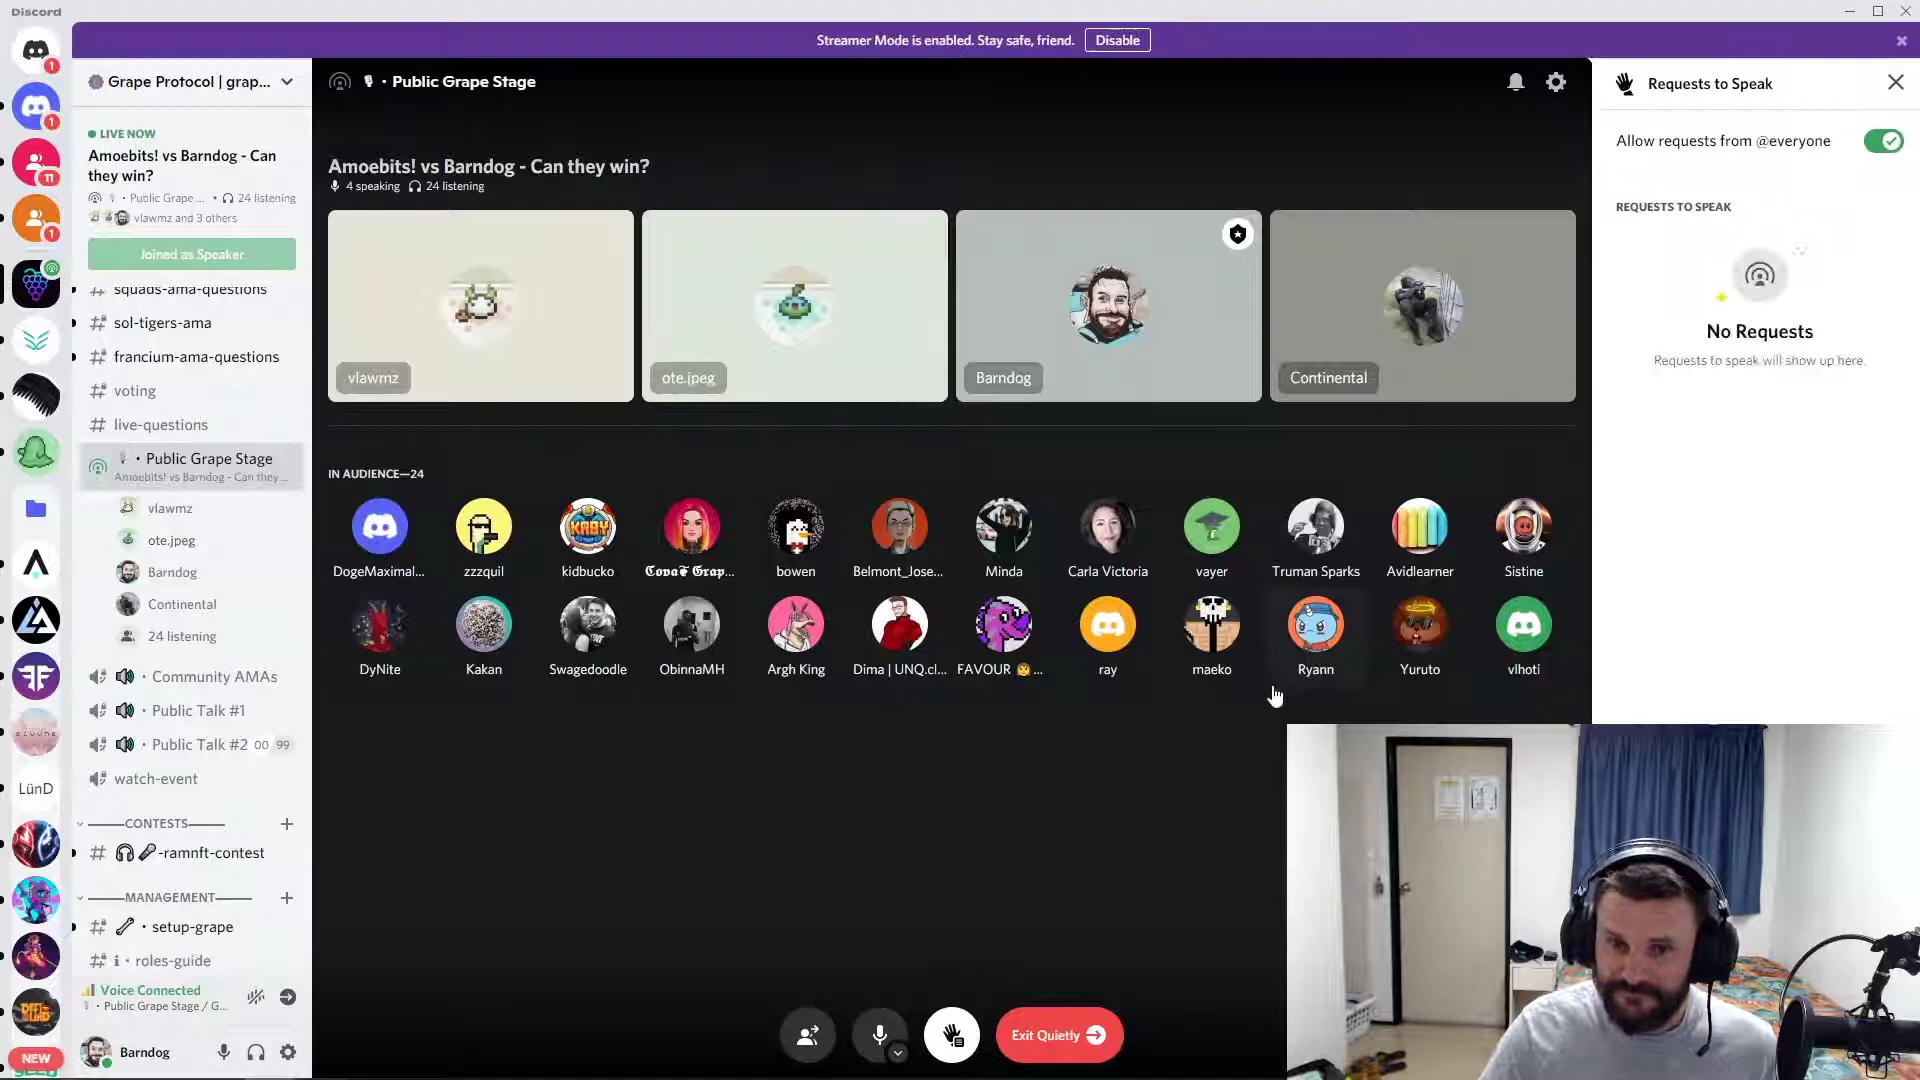 Discord
Streamer Mode is enabled. Stay safe, friend.
Disable
Grape Protocol | grap...
LIVE NOW
Amoebits! vs Barndog - Can
they win?
• Public Grape ... • 24 listening
vlawmz and 3 others
Joined as Speaker
squads-ama-questions
sol-tigers-ama
francium-ama-questions
voting
live-questions
• Public Grape Stage
Amoebits! vs Barndog - Can they ...
vlawmz
ote.jpeg
Barndog
Continental
24 listening
• Community AMAs
• Public Talk #1
• Public Talk #2 00 99
watch-event
CONTESTS
-ramnft-contest
MANAGEMENT
• setup-grape
• roles-guide
Voice Connected
• Public Grape Stage / G...
Barndog
1
1
11
1
LünD
NEW
• Public Grape Stage
Amoebits! vs Barndog - Can they win?
4 speaking 24 listening
vlawmz
ote.jpeg
Barndog
Continental
IN AUDIENCE—24
DogeMaximal...
zzzquil
kidbucko
bowen
Belmont_Jose...
Minda
Carla Victoria
vayer
Truman Sparks
Avidlearner
Sistine
DyNite
Kakan
Swagedoodle
ObinnaMH
Argh King
Dima | UNQ.cl...
FAVOUR 👩 ...
ray
maeko
Ryann
Yuruto
vlhoti
Exit Quietly
Requests to Speak
Allow requests from @everyone
REQUESTS TO SPEAK
No Requests
Requests to speak will show up here.